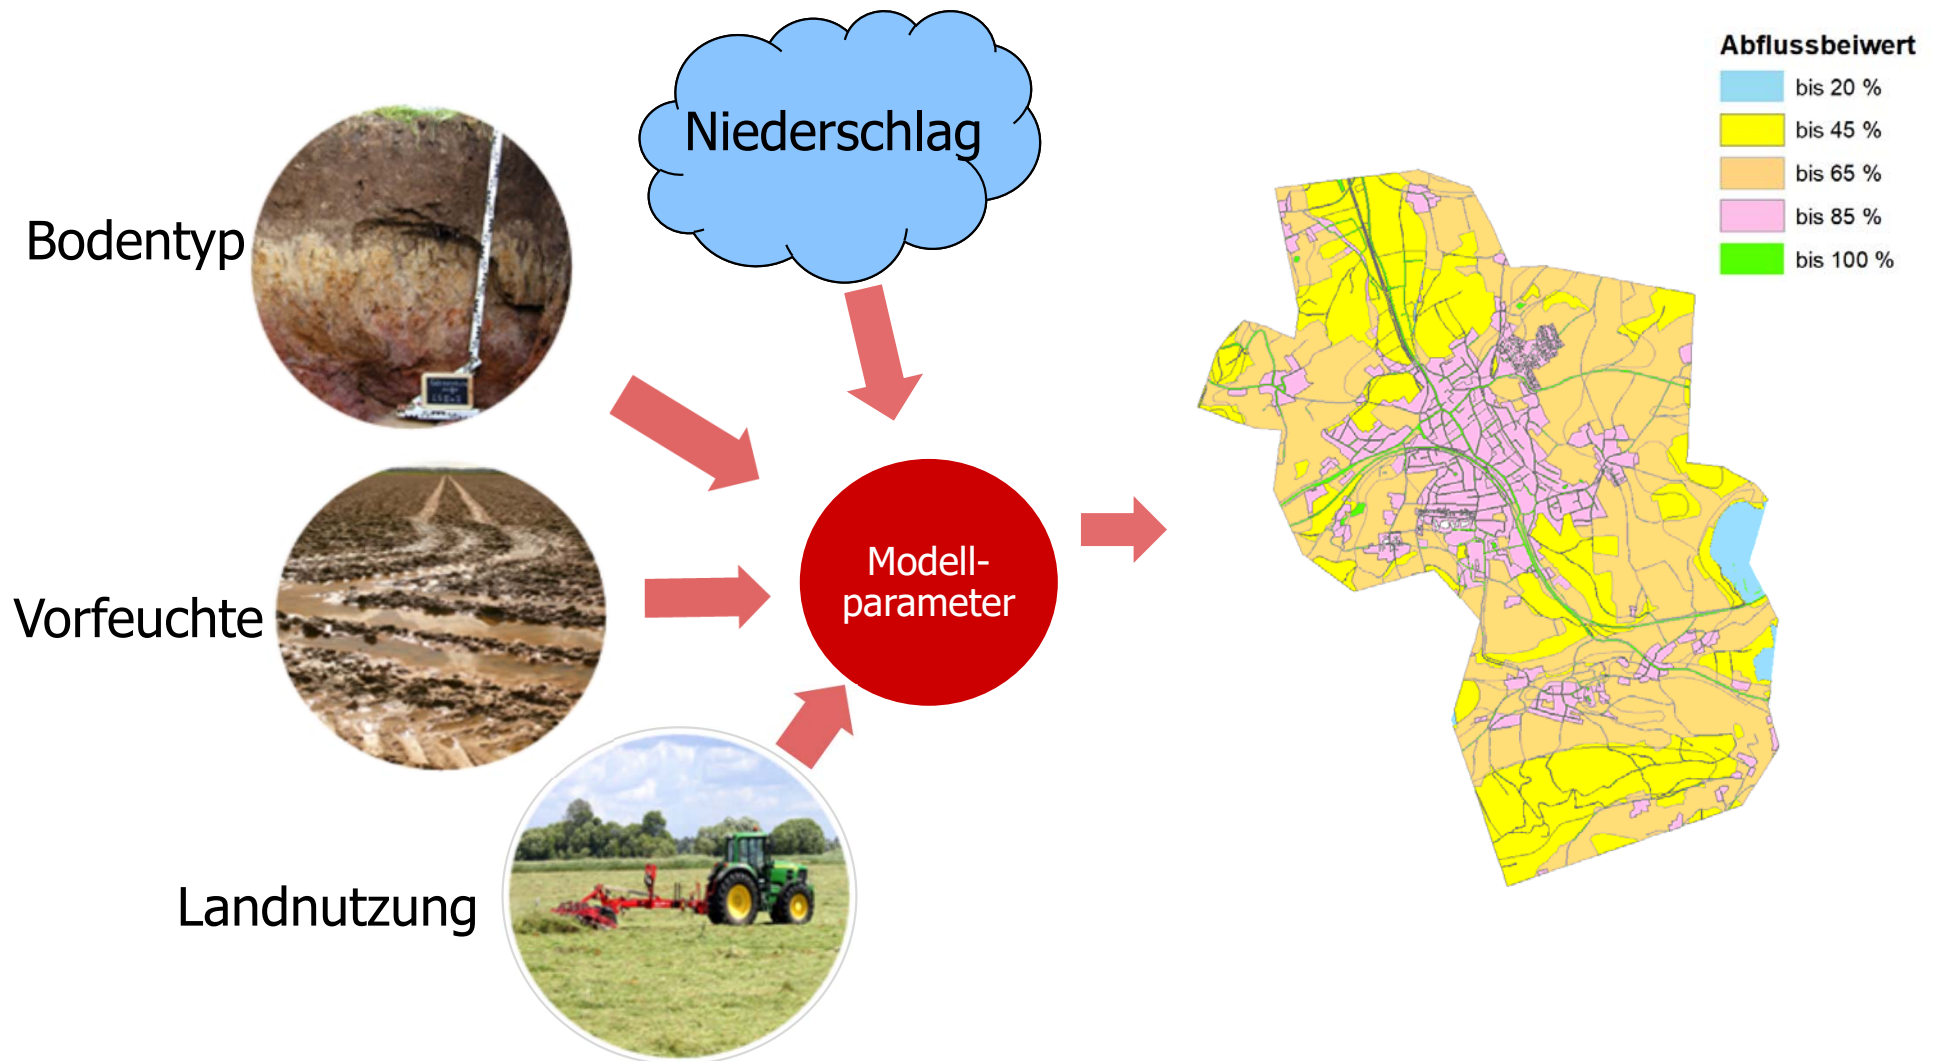 Niederschlag
Bodentyp
Vorfeuchte
Landnutzung
Modell-
parameter
Abflussbeiwert
bis 20 %
bis 45 %
bis 65 %
bis 85 %
bis 100 %